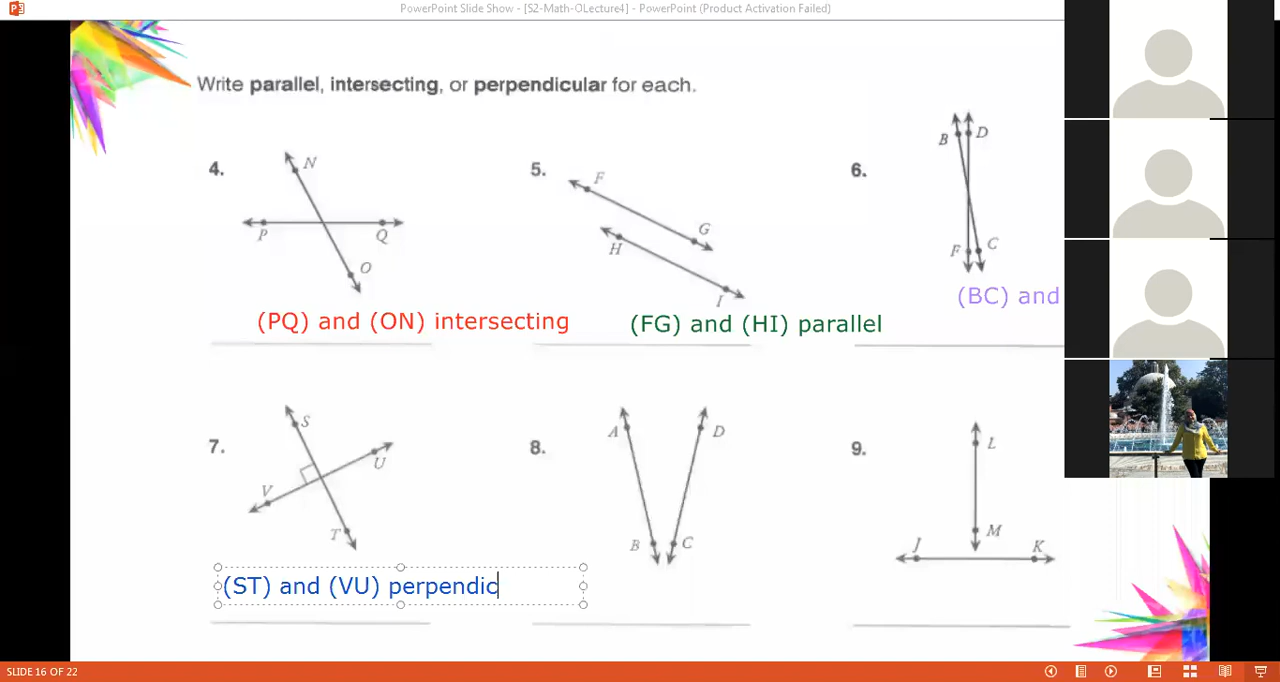 PowerPoint Slide Show - [S2-Math-OLecture4] - PowerPoint (Product Activation Failed)
Write parallel, intersecting, or perpendicular for each.
4.
N
P
Q
O
(PQ) and (ON) intersecting
5.
F
G
H
I
(FG) and (HI) parallel
6.
B
D
F
C
(BC) and
7.
S
U
V
T
(ST) and (VU) perpendic
8.
A
D
B
C
9.
L
M
J
K
SLIDE 16 OF 22